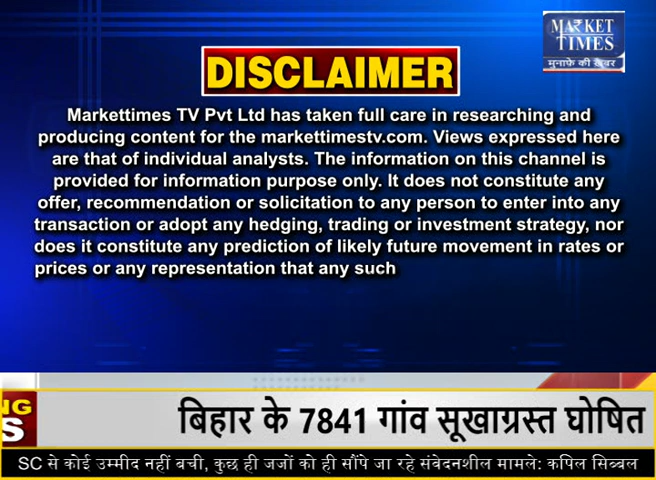 MARKET
TIMES
मुनाफे की खबर
DISCLAIMER
Markettimes TV Pvt Ltd has taken full care in researching and
producing content for the markettimestv.com. Views expressed here
are that of individual analysts. The information on this channel is
provided for information purpose only. It does not constitute any
offer, recommendation or solicitation to any person to enter into any
transaction or adopt any hedging, trading or investment strategy, nor
does it constitute any prediction of likely future movement in rates or
prices or any representation that any such
NG
S
बिहार के 7841 गांव सूखाग्रस्त घोषित
SC से कोई उम्मीद नहीं बची, कुछ ही जजों को ही सौंपे जा रहे संवेदनशील मामले: कपिल सिब्बल